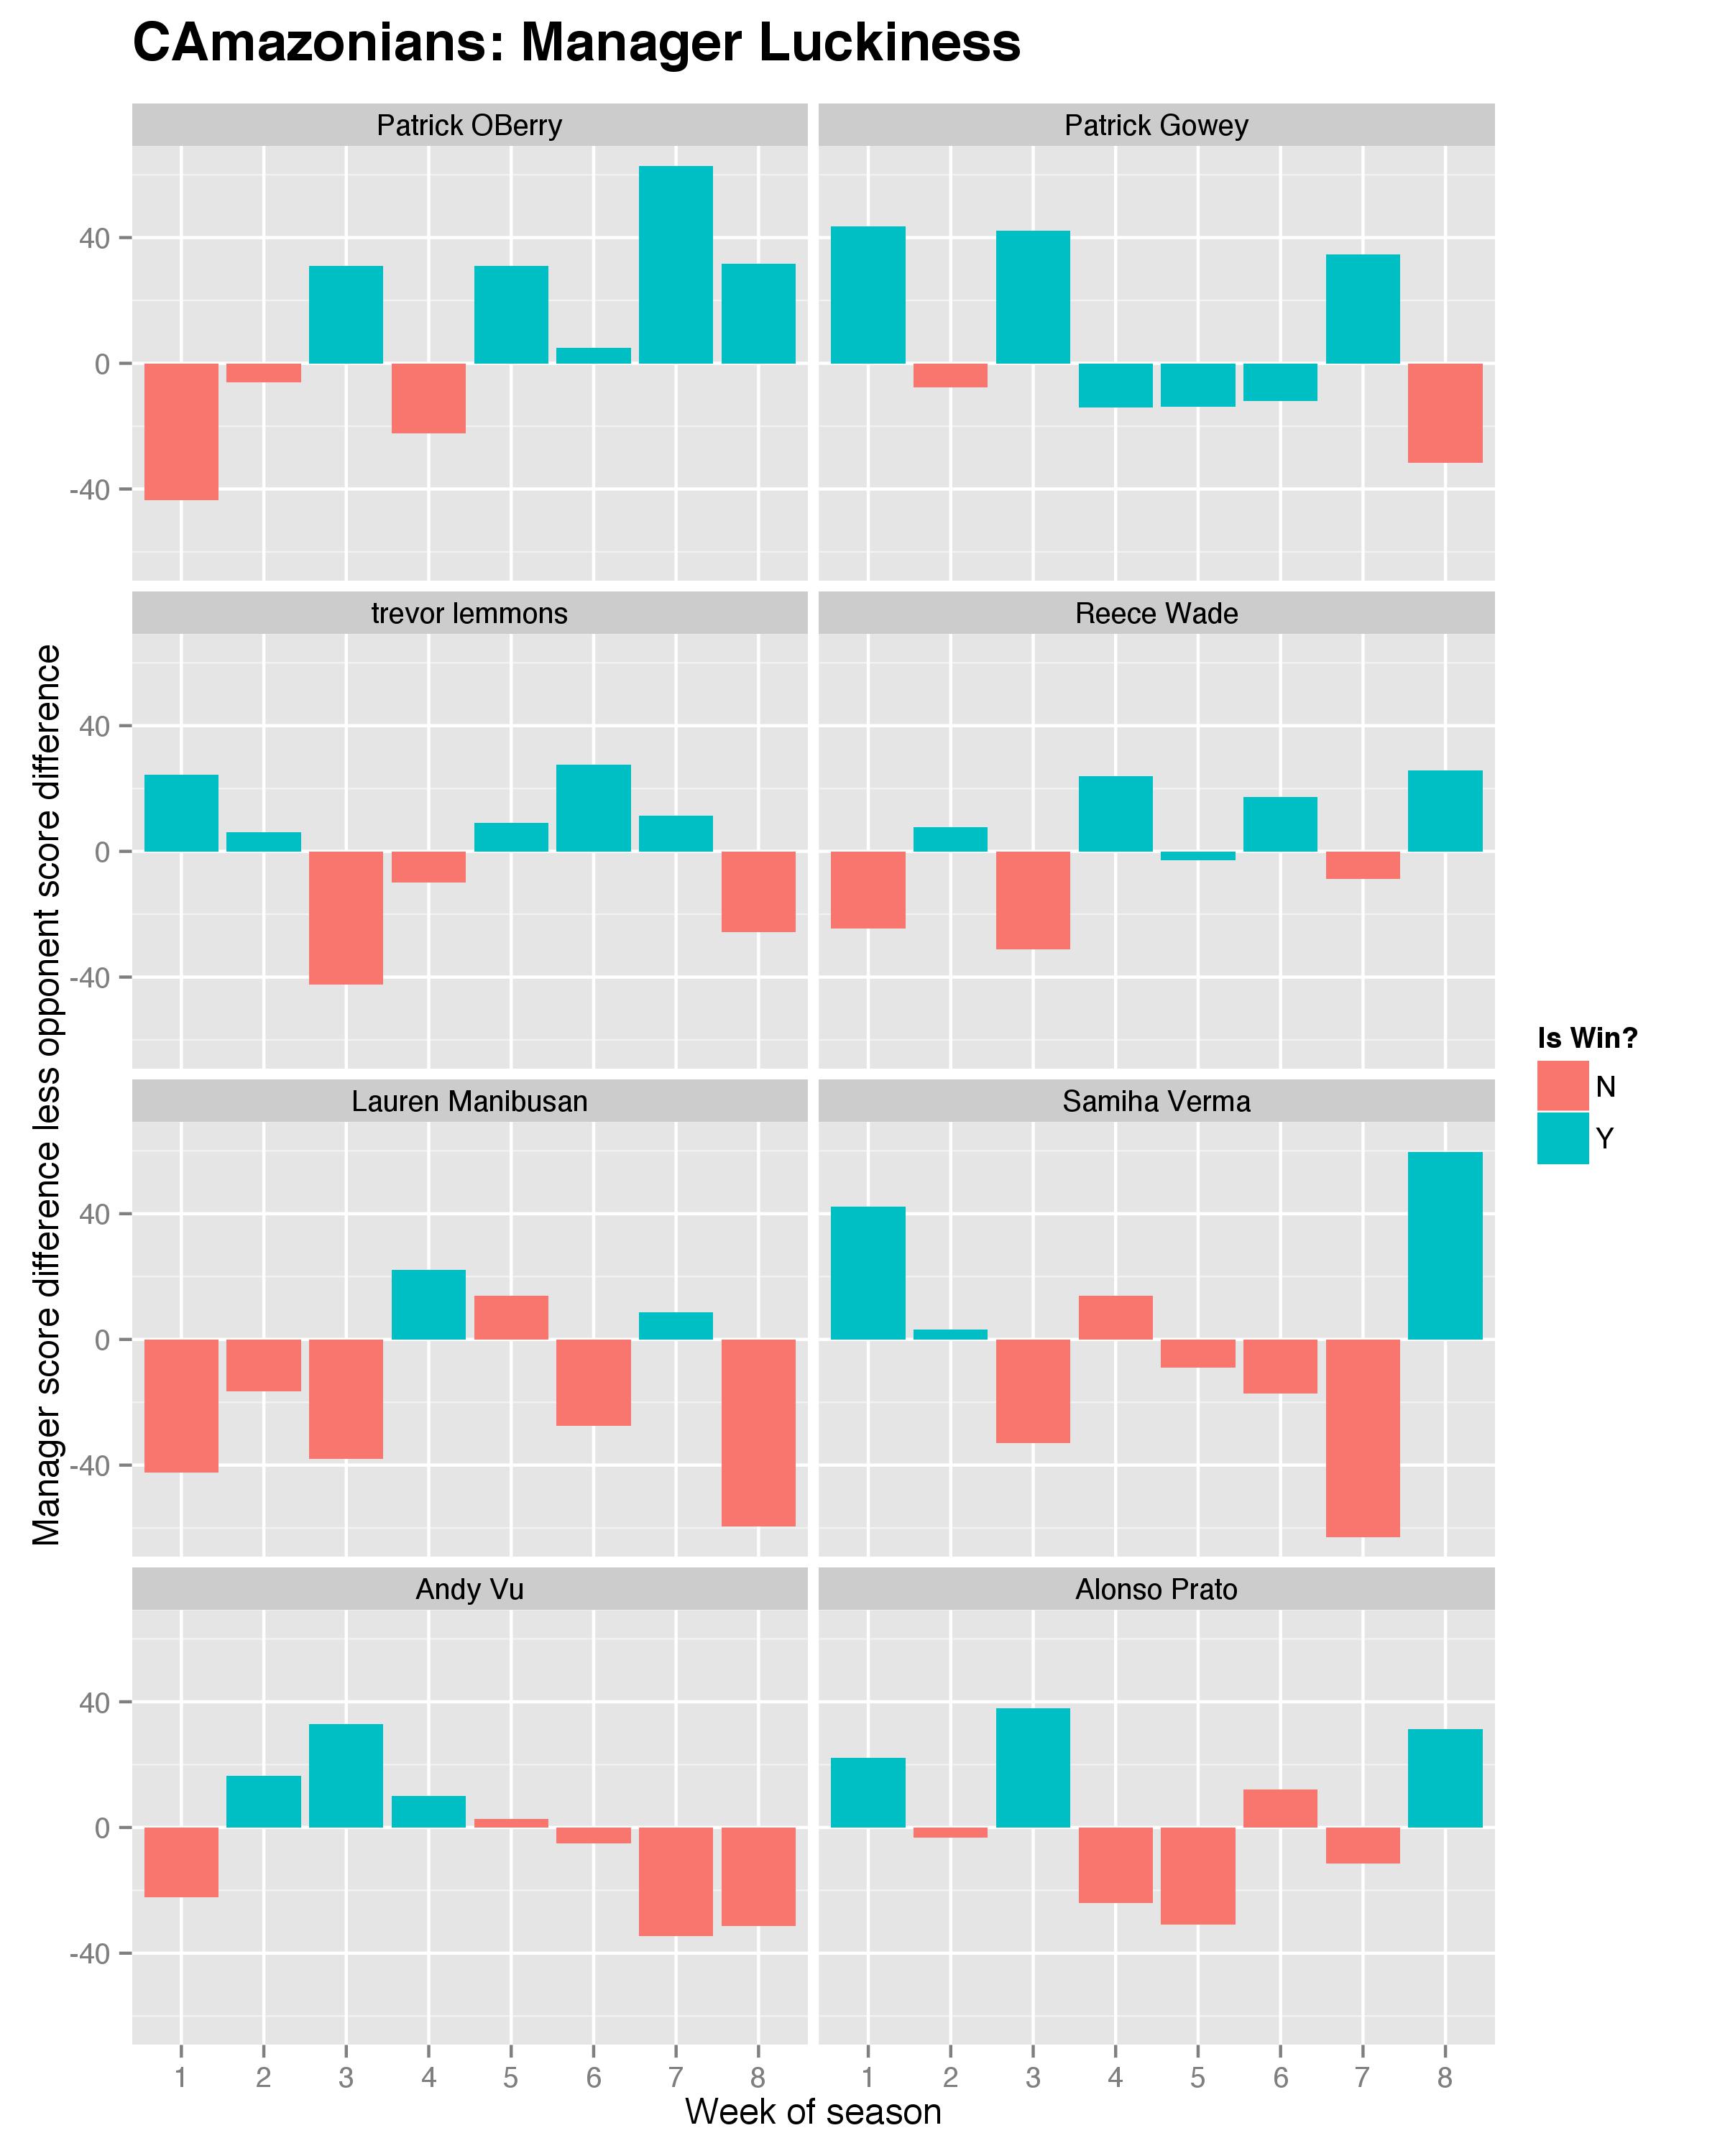 CAmazonians: Manager Luckiness
Patrick OBerry
Patrick Gowey
40
0
-40
trevor lemmons
Reece Wade
40
0
-40
Lauren Manibusan
Samiha Verma
40
0
-40
Andy Vu
Alonso Prato
40
0
-40
1 2 3 4 5 6 7 8
1 2 3 4 5 6 7 8
Week of season
Manager score difference less opponent score difference
Is Win?
N
Y